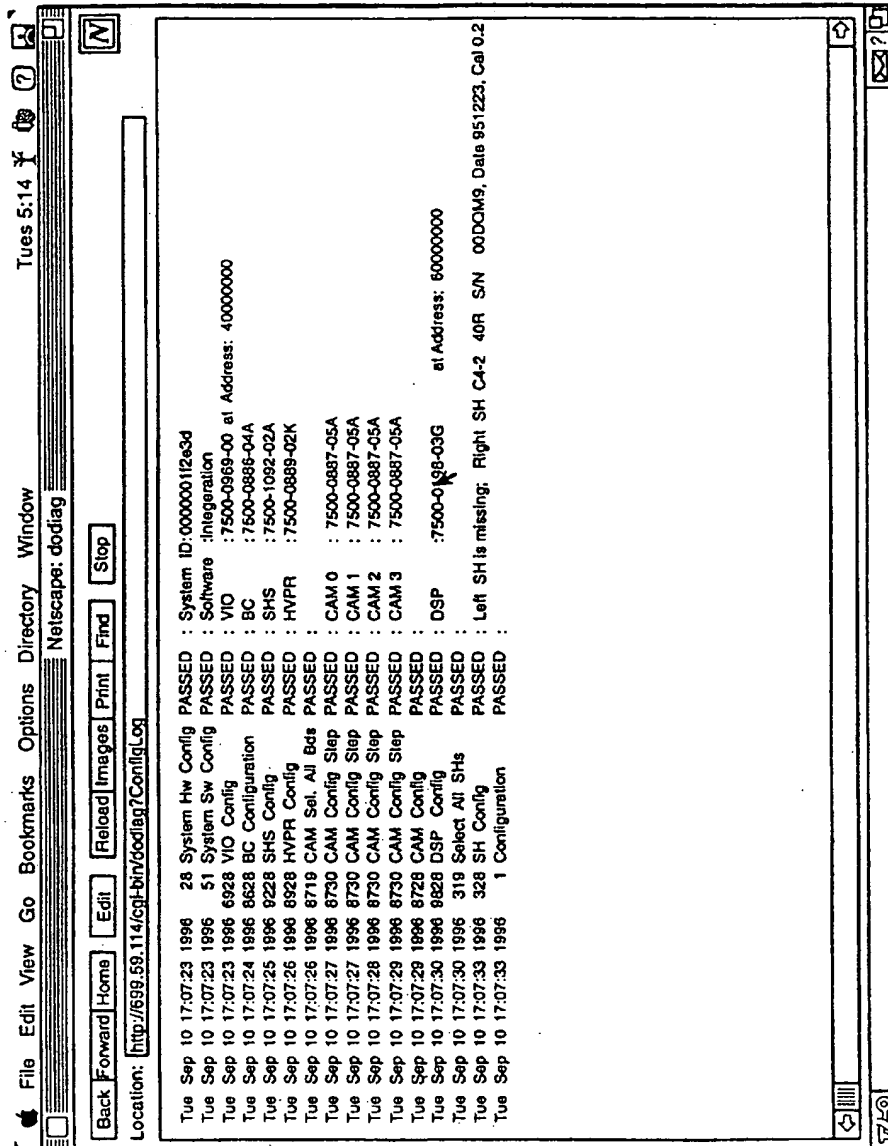 File Edit View Go Bookmarks Options Directory Window Tues 5:14 ?
Netscape: dodiag
Back Forward Home Edit Reload Images Print Find Stop N
Location: http://699.59.114/cgi-bin/dodiag?ConfigLog
Tue Sep 10 17:07:23 1996 28 System Hw Config PASSED : System ID:000000112e3d
Tue Sep 10 17:07:23 1996 51 System Sw Config PASSED : Software :Integeration
Tue Sep 10 17:07:23 1996 6928 VIO Config PASSED : VIO :7500-0969-00 at Address: 40000000
Tue Sep 10 17:07:24 1996 8628 BC Configuration PASSED : BC :7500-0886-04A
Tue Sep 10 17:07:25 1996 9228 SHS Config PASSED : SHS :7500-1092-02A
Tue Sep 10 17:07:26 1996 8928 HVPR Config PASSED : HVPR :7500-0889-02K
Tue Sep 10 17:07:26 1996 8719 CAM Sel. All Bds PASSED :
Tue Sep 10 17:07:27 1996 8730 CAM Config Step PASSED : CAM 0 : 7500-0887-05A
Tue Sep 10 17:07:27 1996 8730 CAM Config Step PASSED : CAM 1 : 7500-0887-05A
Tue Sep 10 17:07:28 1996 8730 CAM Config Step PASSED : CAM 2 : 7500-0887-05A
Tue Sep 10 17:07:29 1996 8730 CAM Config Step PASSED : CAM 3 : 7500-0887-05A
Tue Sep 10 17:07:29 1996 8728 CAM Config PASSED :
Tue Sep 10 17:07:30 1996 9828 DSP Config PASSED : DSP :7500-0198-03G at Address: 60000000
Tue Sep 10 17:07:30 1996 319 Select All SHs PASSED :
Tue Sep 10 17:07:33 1996 328 SH Config PASSED : Left SH is missing; Right SH C4-2 40R S/N 00DQM9, Date 951223, Cal 0.2
Tue Sep 10 17:07:33 1996 1 Configuration PASSED :
?